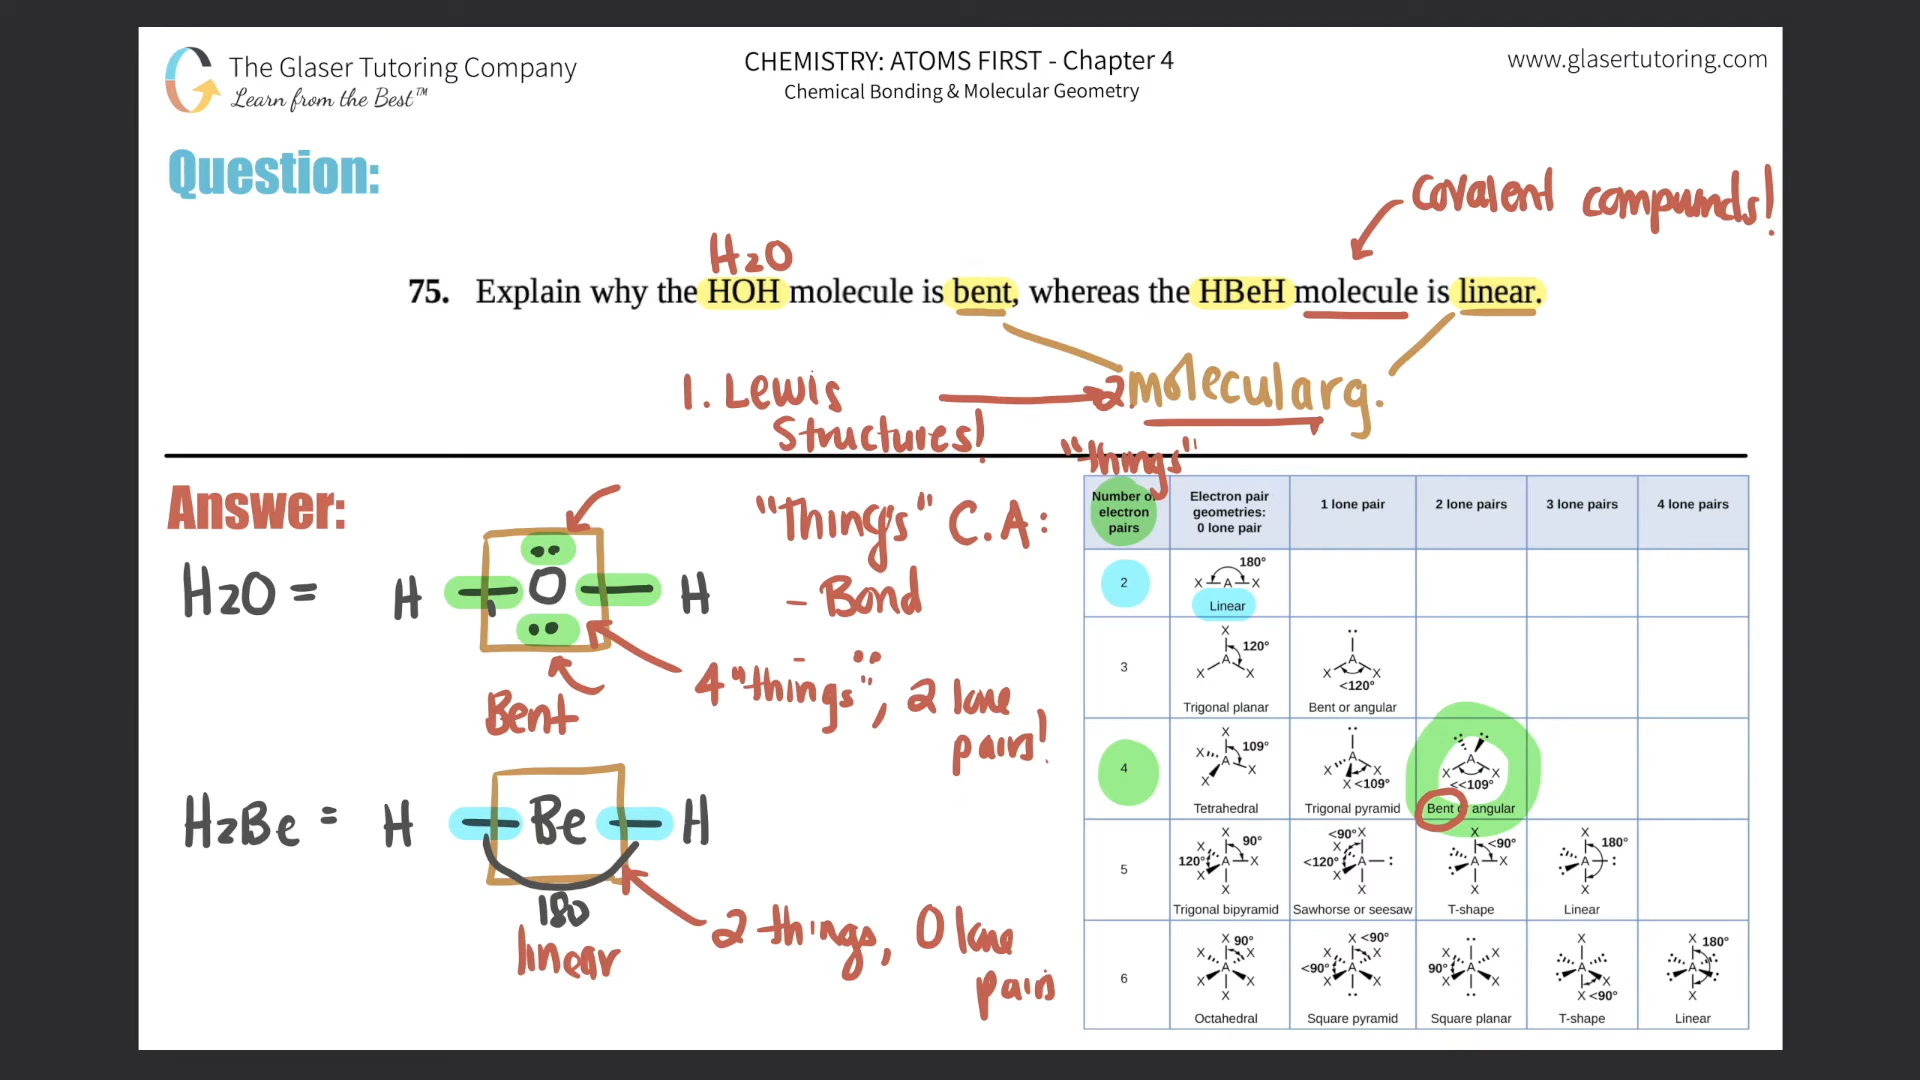 The Glaser Tutoring Company
Learn from the Best™
CHEMISTRY: ATOMS FIRST - Chapter 4
Chemical Bonding & Molecular Geometry
www.glasertutoring.com
Question:
covalent compounds!
H2O
75. Explain why the HOH molecule is bent, whereas the HBeH molecule is linear.
1. Lewis
Structures!
2. molecular g.
"things"
Answer:
"Things" C.A:
- Bond
- ··
H2O = H — O — H
Bent
4 "things", 2 lone
pairs!
H2Be = H — Be — H
180
linear
2 things, 0 lone
pairs
Number of
electron
pairs
Electron pair
geometries:
0 lone pair
1 lone pair
2 lone pairs
3 lone pairs
4 lone pairs
2
180°
X A X
Linear
3
X
120°
A
X X
Trigonal planar
··
A
X X
<120°
Bent or angular
4
X
X 109°
A X
X
Tetrahedral
··
A
X X
X <109°
Trigonal pyramid
·· ··
A
X X
<<109°
Bent or angular
5
X
X 90°
120° A X
X
X
Trigonal bipyramid
<90° X
X
<120° A :
X
X
Sawhorse or seesaw
X
<90°
: A X
:
X
T-shape
X
180°
: A :
:
X
Linear
6
X 90°
X X
A
X X
X
Octahedral
X <90°
X X
<90° A
X X
··
Square pyramid
··
X X
90° A
X X
··
Square planar
X
: A :
: X
X <90°
T-shape
X 180°
: A :
: :
X
Linear